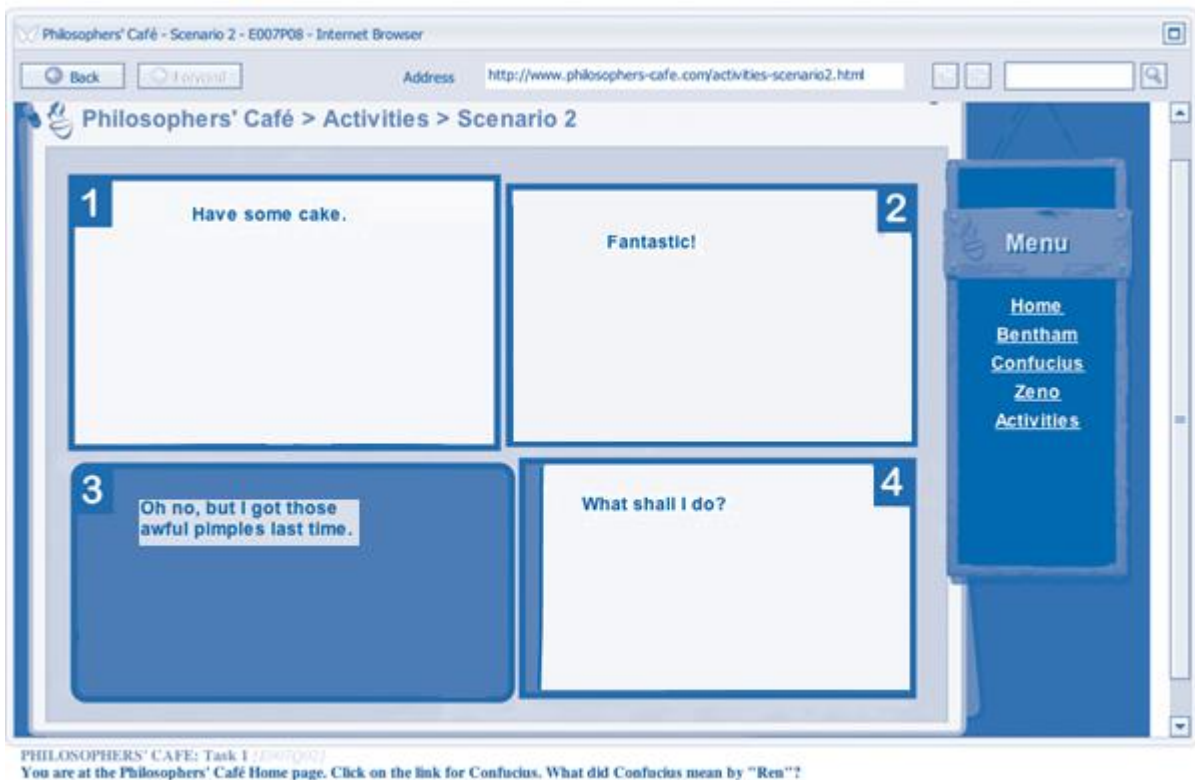 Philosophers' Café - Scenario 2 - E007P08 - Internet Browser
Back
Forward
Address
http://www.philosophers-cafe.com/activities-scenario2.html
Philosophers' Café > Activities > Scenario 2
1
Have some cake.
2
Fantastic!
3
Oh no, but I got those
awful pimples last time.
4
What shall I do?
Menu
Home
Bentham
Confucius
Zeno
Activities
PHILOSOPHERS' CAFE: Task 1 [E007Q02]
You are at the Philosophers' Café Home page. Click on the link for Confucius. What did Confucius mean by "Ren"?